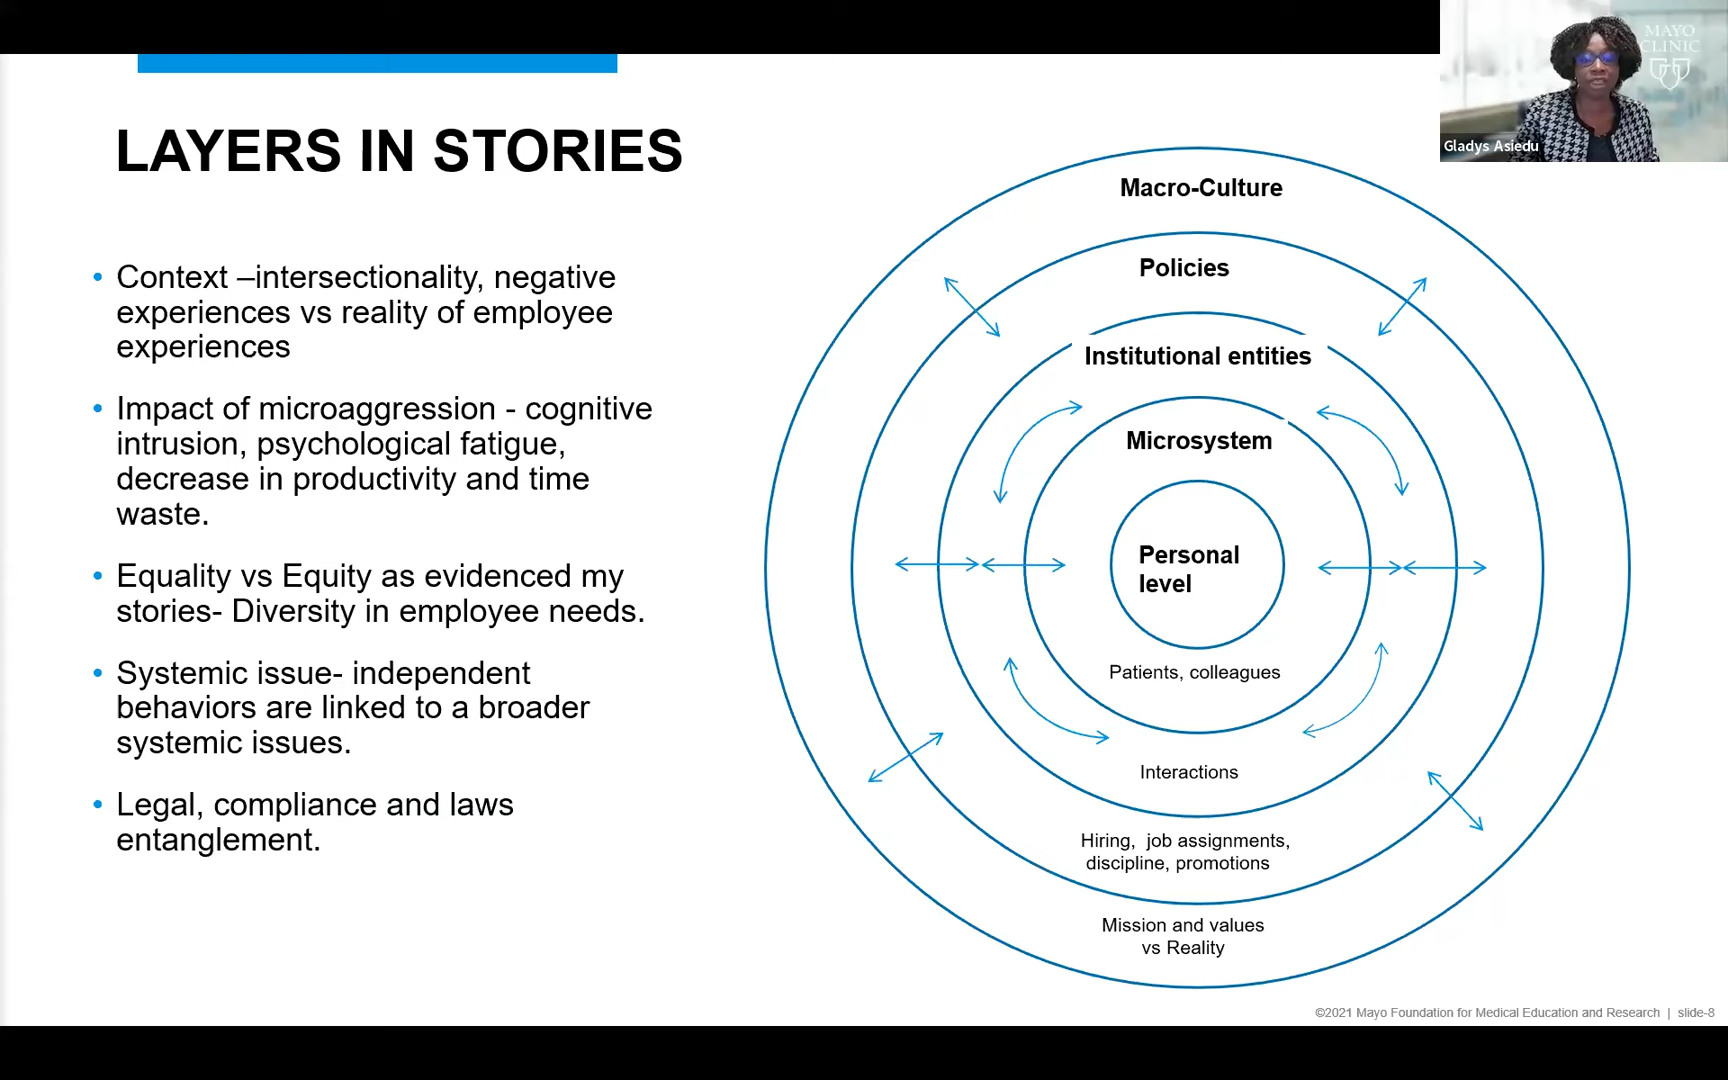 MAYO
CLINIC
Gladys Asiedu
LAYERS IN STORIES
• Context –intersectionality, negative
experiences vs reality of employee
experiences
• Impact of microaggression - cognitive
intrusion, psychological fatigue,
decrease in productivity and time
waste.
• Equality vs Equity as evidenced my
stories- Diversity in employee needs.
• Systemic issue- independent
behaviors are linked to a broader
systemic issues.
• Legal, compliance and laws
entanglement.
Macro-Culture
Policies
Institutional entities
Microsystem
Personal
level
Patients, colleagues
Interactions
Hiring, job assignments,
discipline, promotions
Mission and values
vs Reality
©2021 Mayo Foundation for Medical Education and Research | slide-8